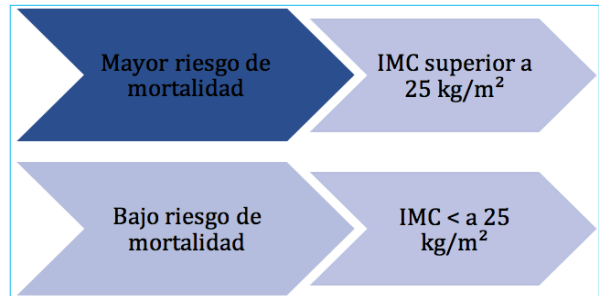 Mayor riesgo de
mortalidad
IMC superior a
25 kg/m²
Bajo riesgo de
mortalidad
IMC < a 25
kg/m²